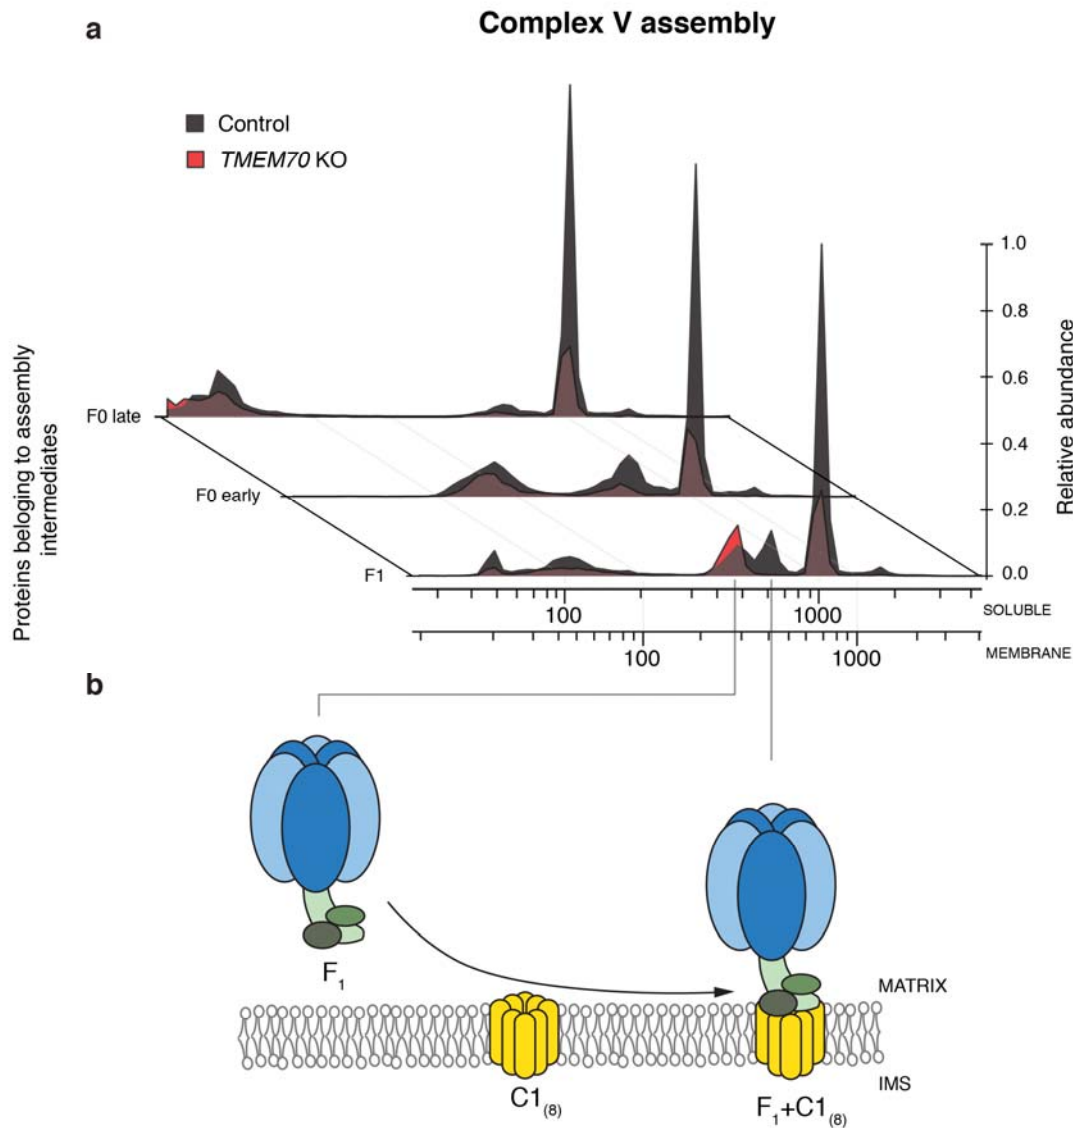 a
Complex V assembly
Control
TMEM70 KO
Proteins beloging to assembly
intermediates
F0 late
F0 early
F1
1.0
0.8
0.6
0.4
0.2
0.0
Relative abundance
100
1000
SOLUBLE
100
1000
MEMBRANE
b
F1
MATRIX
C1(8)
F1+C1(8)
IMS